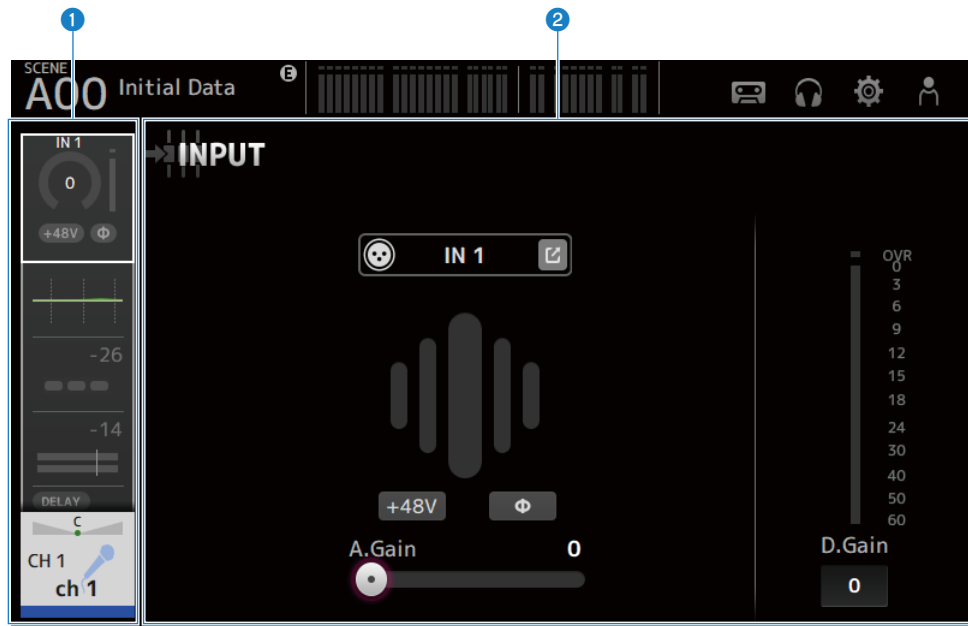 1 2
SCENE
A00 Initial Data E
IN 1
0
+48V Φ
-26
-14
DELAY
C
CH 1
ch 1
INPUT
IN 1
+48V Φ
A.Gain 0
OVR
0
3
6
9
12
15
18
24
30
40
50
60
D.Gain
0